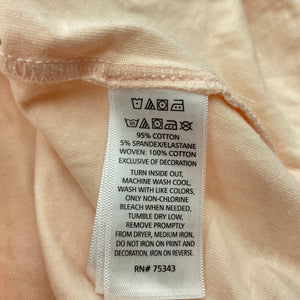 95% COTTON
5% SPANDEX/ELASTANE
WOVEN: 100% COTTON
EXCLUSIVE OF DECORATION
TURN INSIDE OUT,
MACHINE WASH COOL,
WASH WITH LIKE COLORS,
ONLY NON-CHLORINE
BLEACH WHEN NEEDED,
TUMBLE DRY LOW,
REMOVE PROMPTLY
FROM DRYER, MEDIUM IRON,
DO NOT IRON ON PRINT AND
DECORATION, IRON ON REVERSE.
RN# 75343